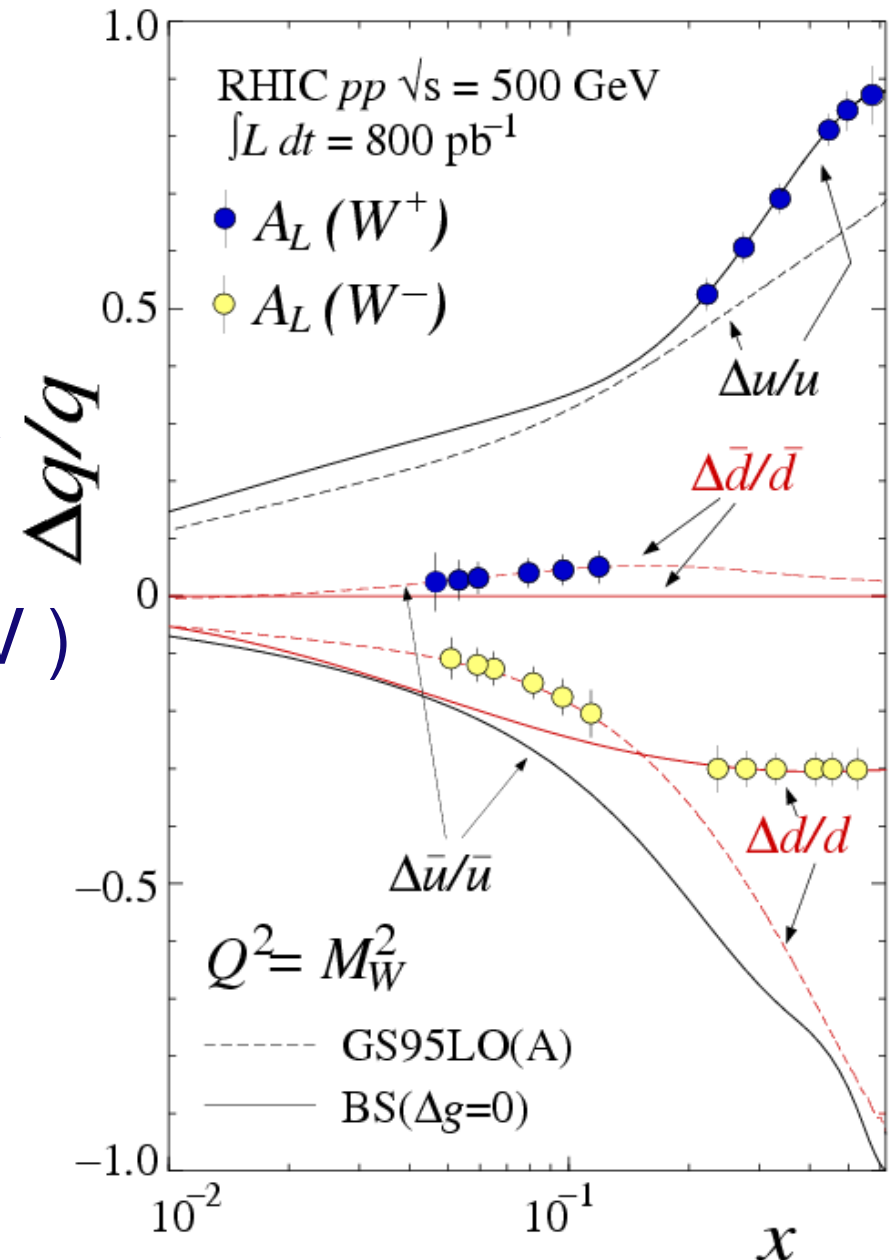 1.0
RHIC pp √s = 500 GeV
∫L dt = 800 pb⁻¹
A_L (W⁺)
A_L (W⁻)
0.5
Δu/u
Δq/q
Δd̄/d̄
0
)
Δd/d
Δū/ū
−0.5
Q² = M_W²
GS95LO(A)
BS(Δg=0)
−1.0
10⁻²
10⁻¹
x